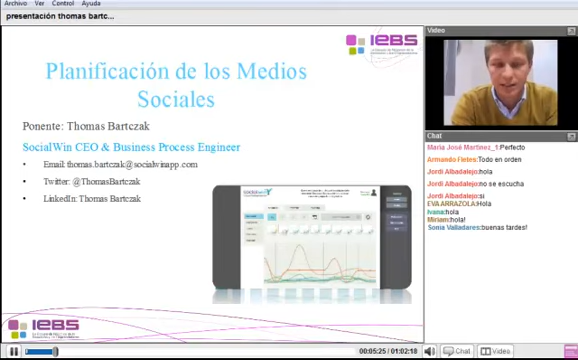 Archivo Ver Control Ayuda
presentación thomas bartc...
IEBS
Planificación de los Medios
Sociales
Ponente: Thomas Bartczak
SocialWin CEO & Business Process Engineer
• Email:thomas.bartczak@socialwinapp.com
• Twitter: @ThomasBartczak
• LinkedIn: Thomas Bartczak
IEBS
Video
Chat
Maria José Martinez_1:Perfecto
Armando Fletes:Todo en orden
Jordi Albadalejo:hola
Jordi Albadalejo:no se escucha
Jordi Albadalejo:si
EVA ARRAZOLA:Hola
Ivana:hola
Miriam:hola!
Sonia Valladares:buenas tardes!
00:05:25 / 01:02:18
Chat
Video